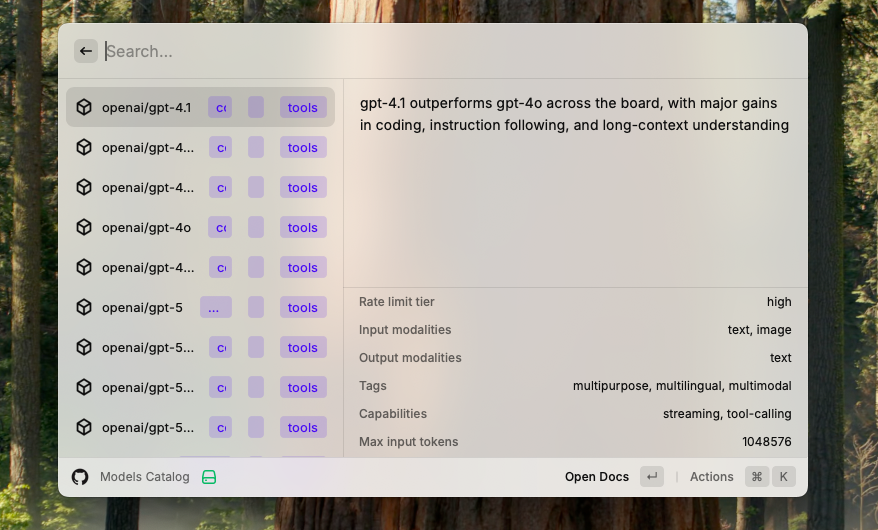 Search...
openai/gpt-4.1 tools
openai/gpt-4... tools
openai/gpt-4... tools
openai/gpt-4o tools
openai/gpt-4... tools
openai/gpt-5 ... tools
openai/gpt-5... tools
openai/gpt-5... tools
openai/gpt-5... tools
gpt-4.1 outperforms gpt-4o across the board, with major gains
in coding, instruction following, and long-context understanding
Rate limit tier high
Input modalities text, image
Output modalities text
Tags multipurpose, multilingual, multimodal
Capabilities streaming, tool-calling
Max input tokens 1048576
Models Catalog Open Docs ↵ Actions ⌘ K